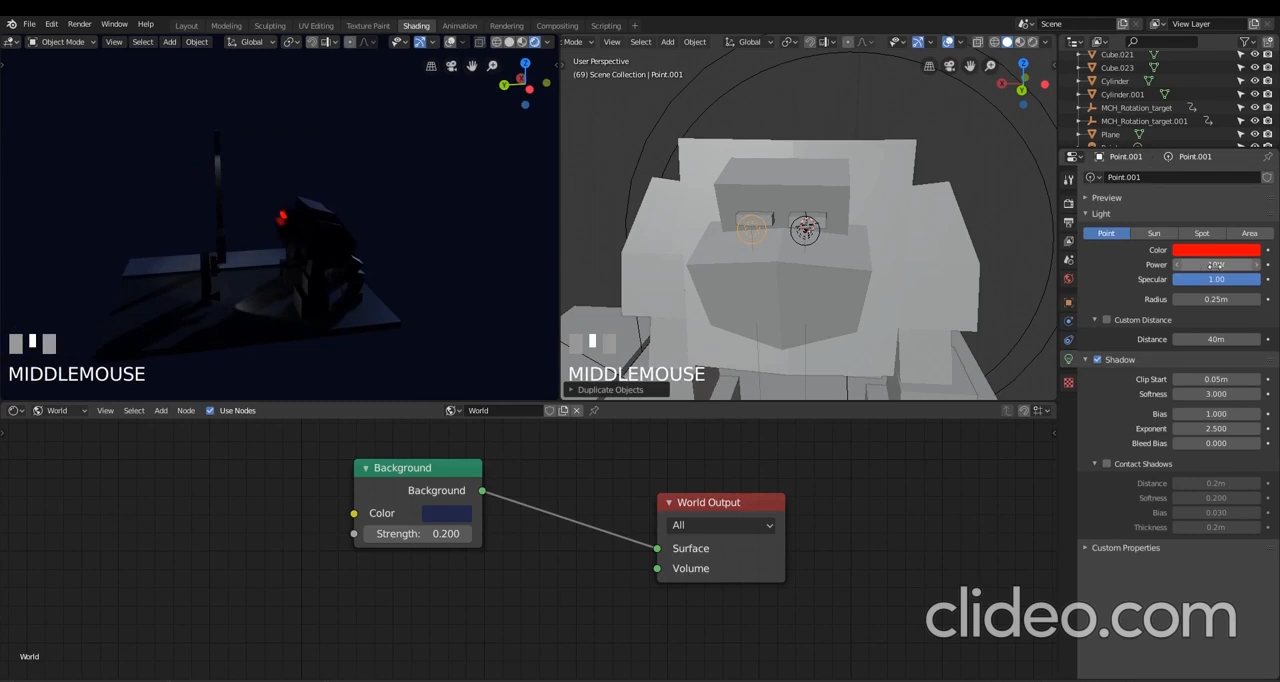 File Edit Render Window Help Layout Modeling Sculpting UV Editing Texture Paint Shading Animation Rendering Compositing Scripting + Scene View Layer
Object Mode View Select Add Object Global
Mode View Select Add Object Global
User Perspective
(69) Scene Collection | Point.001
Z
Y
Z
X
Y
MIDDLEMOUSE
MIDDLEMOUSE
Duplicate Objects
World View Select Add Node Use Nodes World
Background
Background
Color
Strength: 0.200
World Output
All
Surface
Volume
World
Cube.021
Cube.023
Cylinder
Cylinder.001
MCH_Rotation_target
MCH_Rotation_target.001
Plane
Point.001 Point.001
Point.001
Preview
Light
Point Sun Spot Area
Color
Power
Specular 1.00
Radius 0.25m
Custom Distance
Distance 40m
Shadow
Clip Start 0.05m
Softness 3.000
Bias 1.000
Exponent 2.500
Bleed Bias 0.000
Contact Shadows
Distance 0.2m
Softness 0.200
Bias 0.030
Thickness 0.2m
Custom Properties
clideo.com